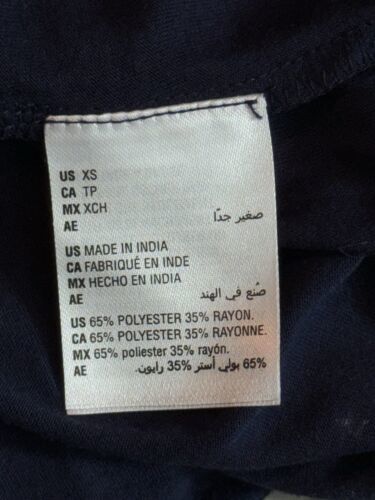 US XS
CA TP
MX XCH
AE صغير جدًا
US MADE IN INDIA
CA FABRIQUÉ EN INDE
MX HECHO EN INDIA
AE صُنع في الهند
US 65% POLYESTER 35% RAYON.
CA 65% POLYESTER 35% RAYONNE.
MX 65% poliester 35% rayón.
AE 65% بولي أستر 35% رايون.